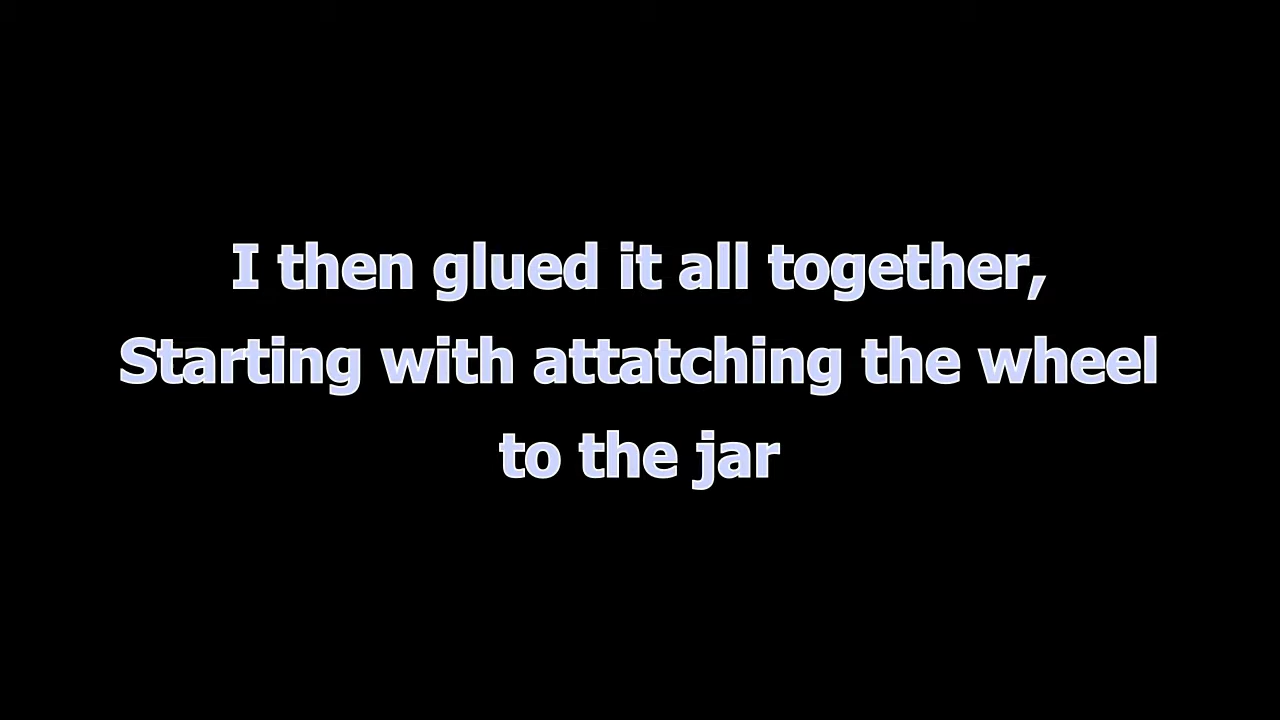 I then glued it all together,
Starting with attatching the wheel
to the jar